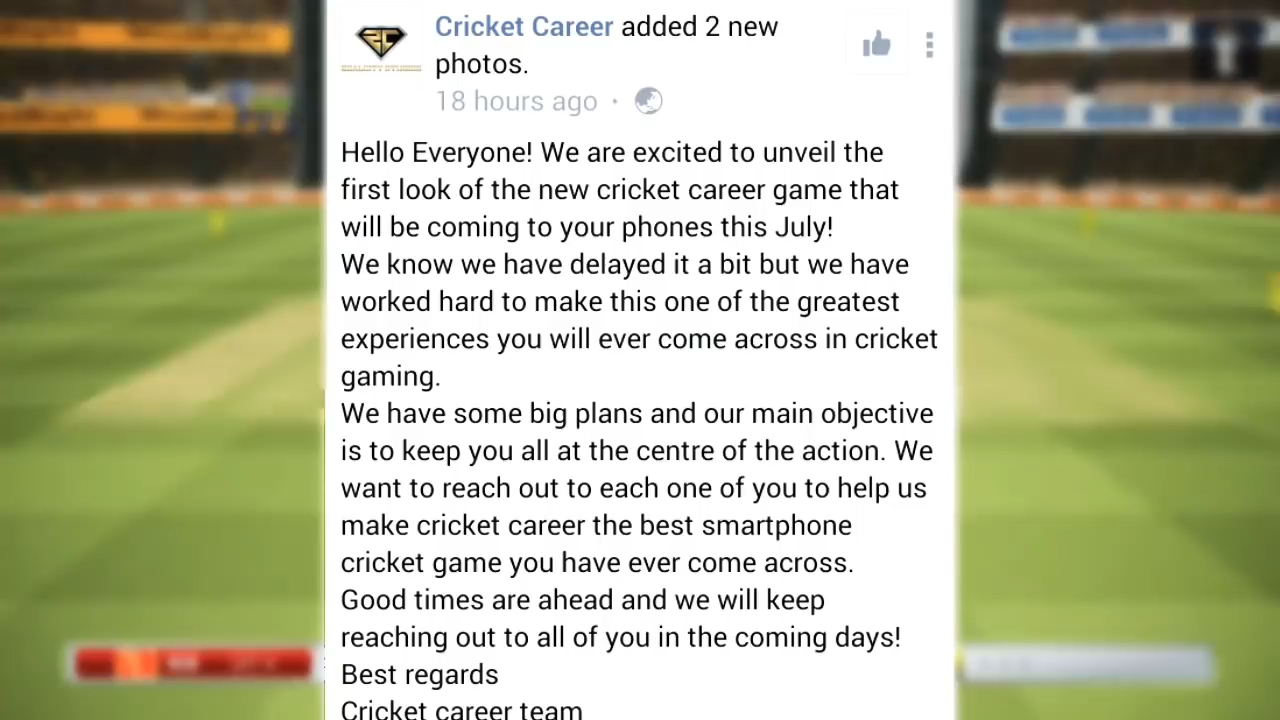 Cricket Career added 2 new
photos.
18 hours ago ·
Hello Everyone! We are excited to unveil the
first look of the new cricket career game that
will be coming to your phones this July!
We know we have delayed it a bit but we have
worked hard to make this one of the greatest
experiences you will ever come across in cricket
gaming.
We have some big plans and our main objective
is to keep you all at the centre of the action. We
want to reach out to each one of you to help us
make cricket career the best smartphone
cricket game you have ever come across.
Good times are ahead and we will keep
reaching out to all of you in the coming days!
Best regards
Cricket career team